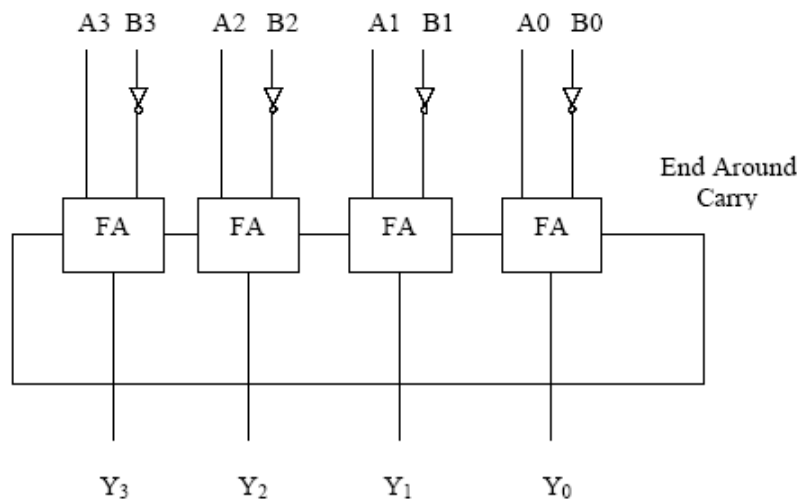 A3 B3 A2 B2 A1 B1 A0 B0
End Around
Carry
FA FA FA FA
Y₃ Y₂ Y₁ Y₀